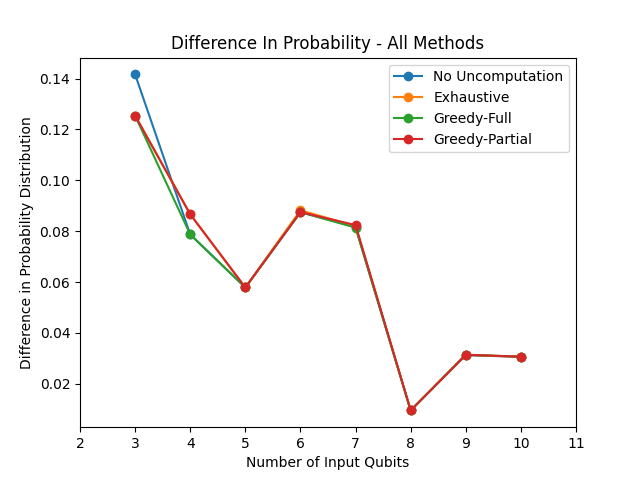 Difference In Probability - All Methods
Difference in Probability Distribution
0.14
0.12
0.10
0.08
0.06
0.04
0.02
No Uncomputation
Exhaustive
Greedy-Full
Greedy-Partial
2 3 4 5 6 7 8 9 10 11
Number of Input Qubits